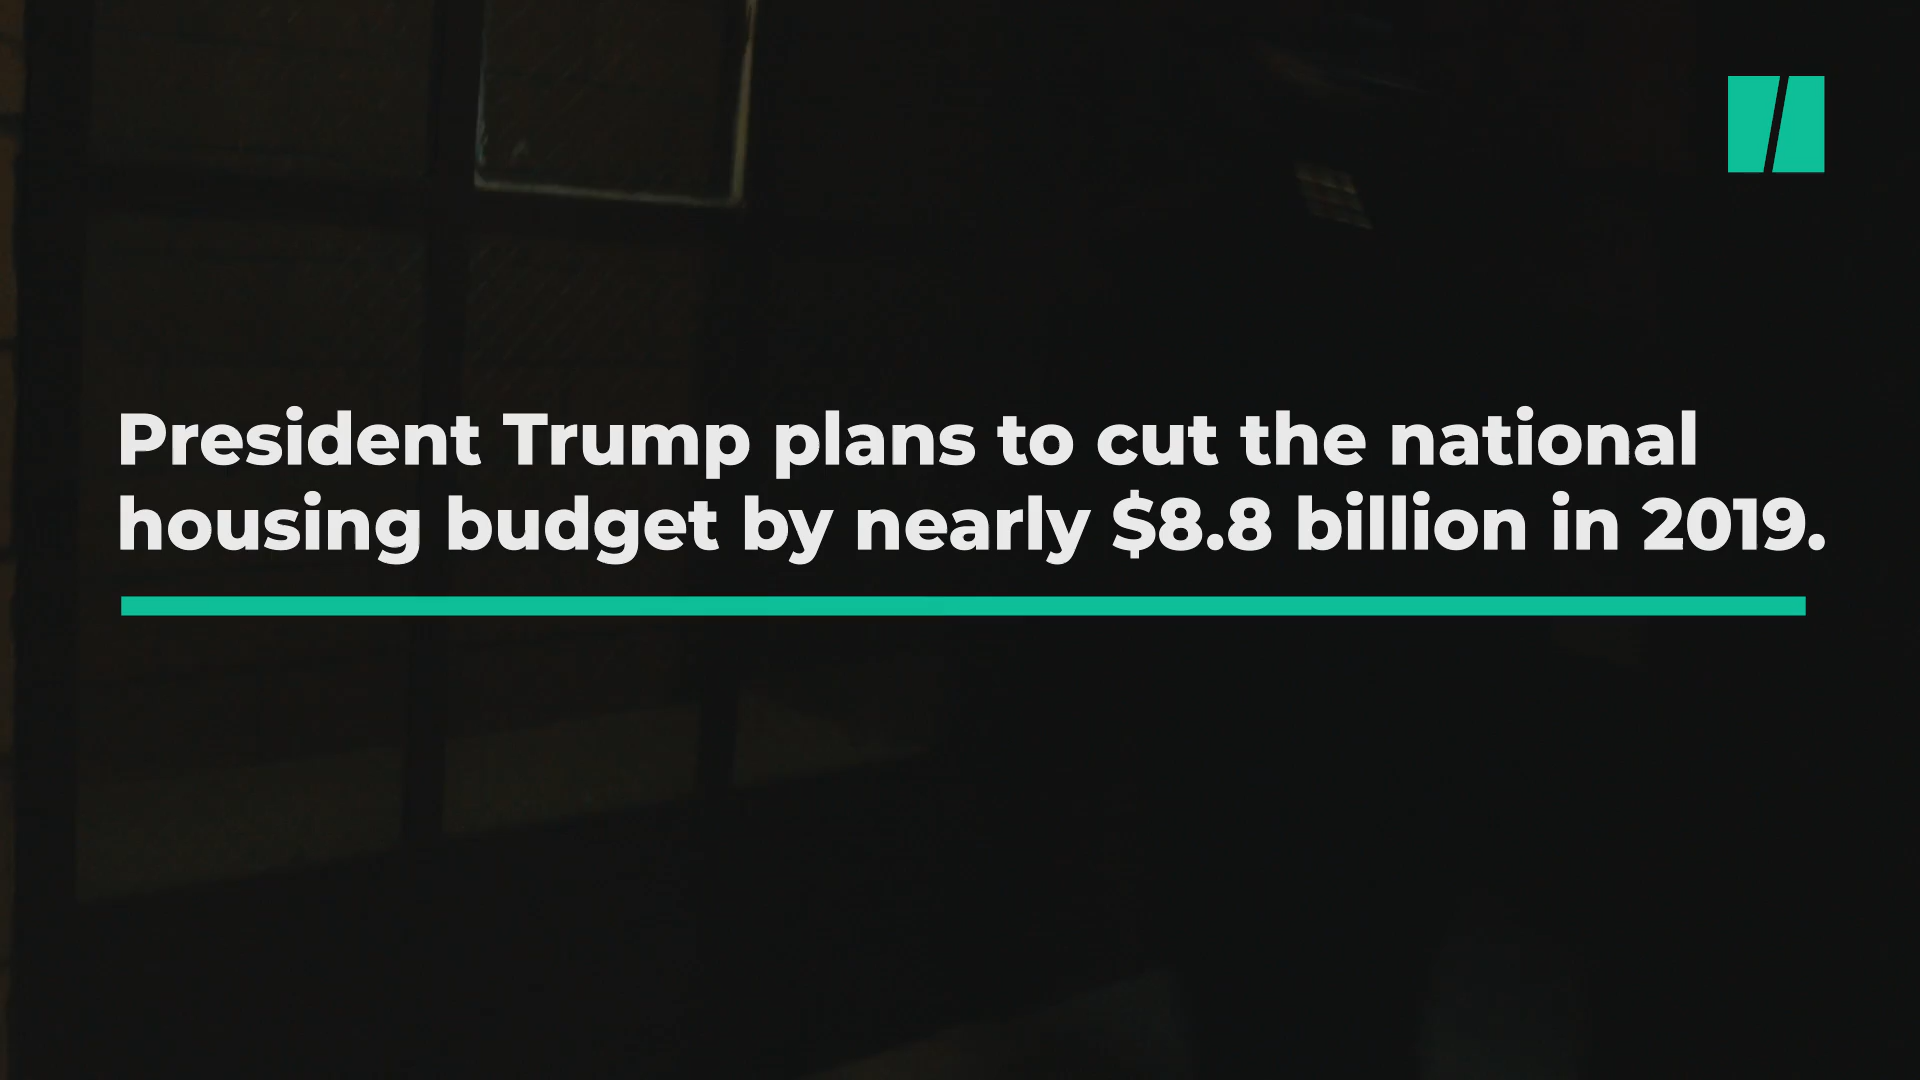 President Trump plans to cut the national
housing budget by nearly $8.8 billion in 2019.